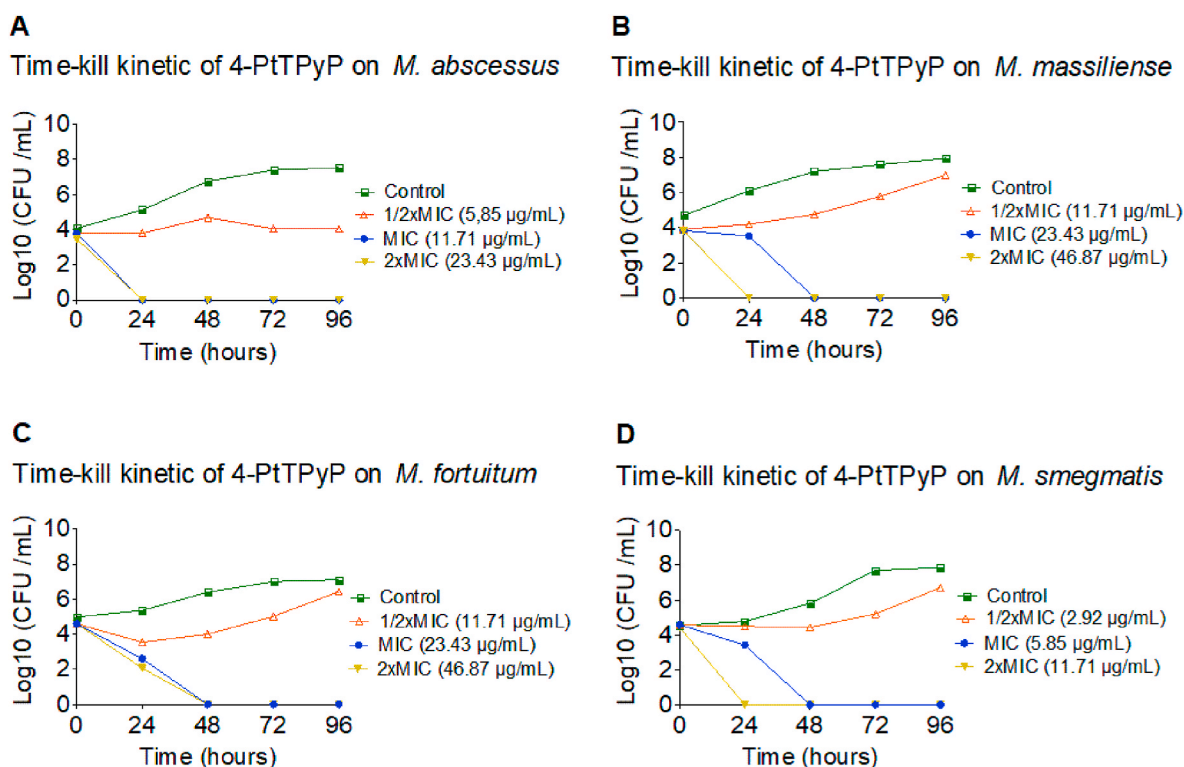 A
Time-kill kinetic of 4-PtTPyP on M. abscessus
Log10 (CFU /mL)
10
8
6
4
2
0
0 24 48 72 96
Time (hours)
Control
1/2xMIC (5,85 µg/mL)
MIC (11.71 µg/mL)
2xMIC (23.43 µg/mL)
B
Time-kill kinetic of 4-PtTPyP on M. massiliense
Log10 (CFU /mL)
10
8
6
4
2
0
0 24 48 72 96
Time (hours)
Control
1/2xMIC (11.71 µg/mL)
MIC (23.43 µg/mL)
2xMIC (46.87 µg/mL)
C
Time-kill kinetic of 4-PtTPyP on M. fortuitum
Log10 (CFU /mL)
10
8
6
4
2
0
0 24 48 72 96
Time (hours)
Control
1/2xMIC (11.71 µg/mL)
MIC (23.43 µg/mL)
2xMIC (46.87 µg/mL)
D
Time-kill kinetic of 4-PtTPyP on M. smegmatis
Log10 (CFU /mL)
10
8
6
4
2
0
0 24 48 72 96
Time (hours)
Control
1/2xMIC (2.92 µg/mL)
MIC (5.85 µg/mL)
2xMIC (11.71 µg/mL)